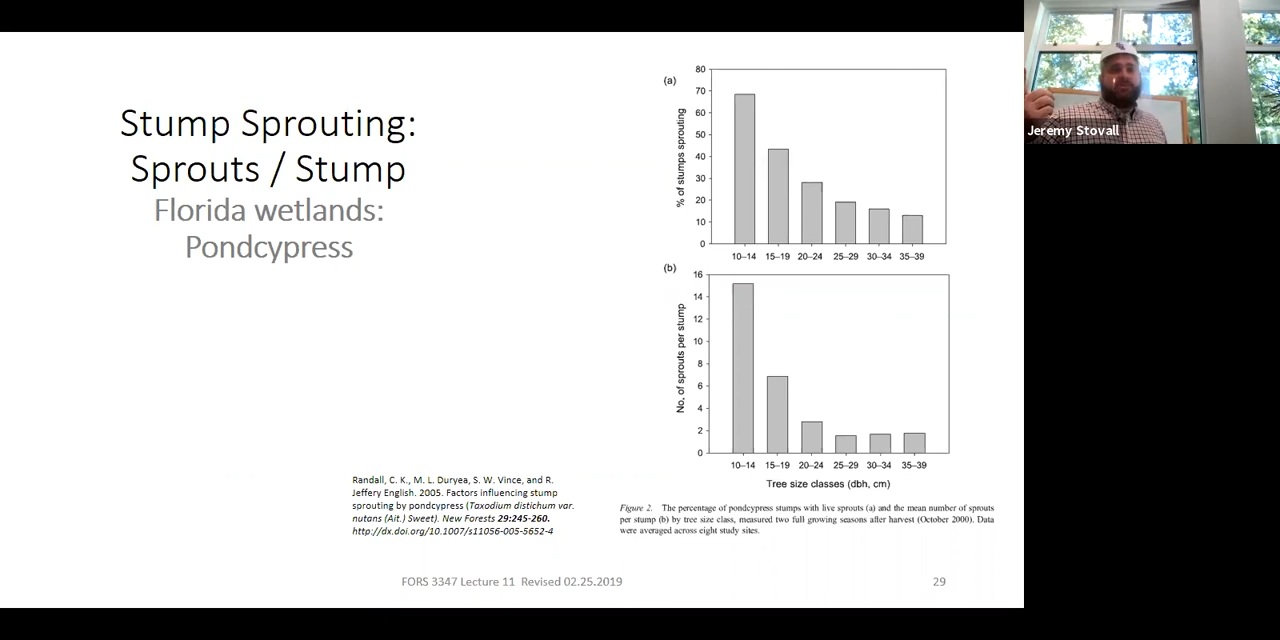 Stump Sprouting:
Sprouts / Stump
Florida wetlands:
Pondcypress
(a)
80
70
60
50
40
30
20
10
0
% of stumps sprouting
10–14 15–19 20–24 25–29 30–34 35–39
(b)
16
14
12
10
8
6
4
2
0
No. of sprouts per stump
10–14 15–19 20–24 25–29 30–34 35–39
Tree size classes (dbh, cm)
Figure 2. The percentage of pondcypress stumps with live sprouts (a) and the mean number of sprouts
per stump (b) by tree size class, measured two full growing seasons after harvest (October 2000). Data
were averaged across eight study sites.
Randall, C. K., M. L. Duryea, S. W. Vince, and R.
Jeffery English. 2005. Factors influencing stump
sprouting by pondcypress (Taxodium distichum var.
nutans (Ait.) Sweet). New Forests 29:245-260.
http://dx.doi.org/10.1007/s11056-005-5652-4
FORS 3347 Lecture 11 Revised 02.25.2019
29
Jeremy Stovall